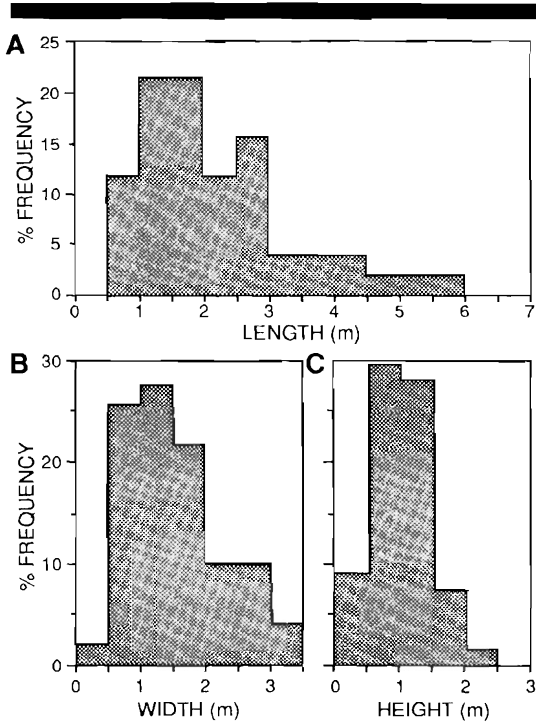 A
% FREQUENCY
25
20
15
10
5
0
0 1 2 3 4 5 6 7
LENGTH (m)
B
% FREQUENCY
30
20
10
0
0 1 2 3
WIDTH (m)
C
0 1 2 3
HEIGHT (m)